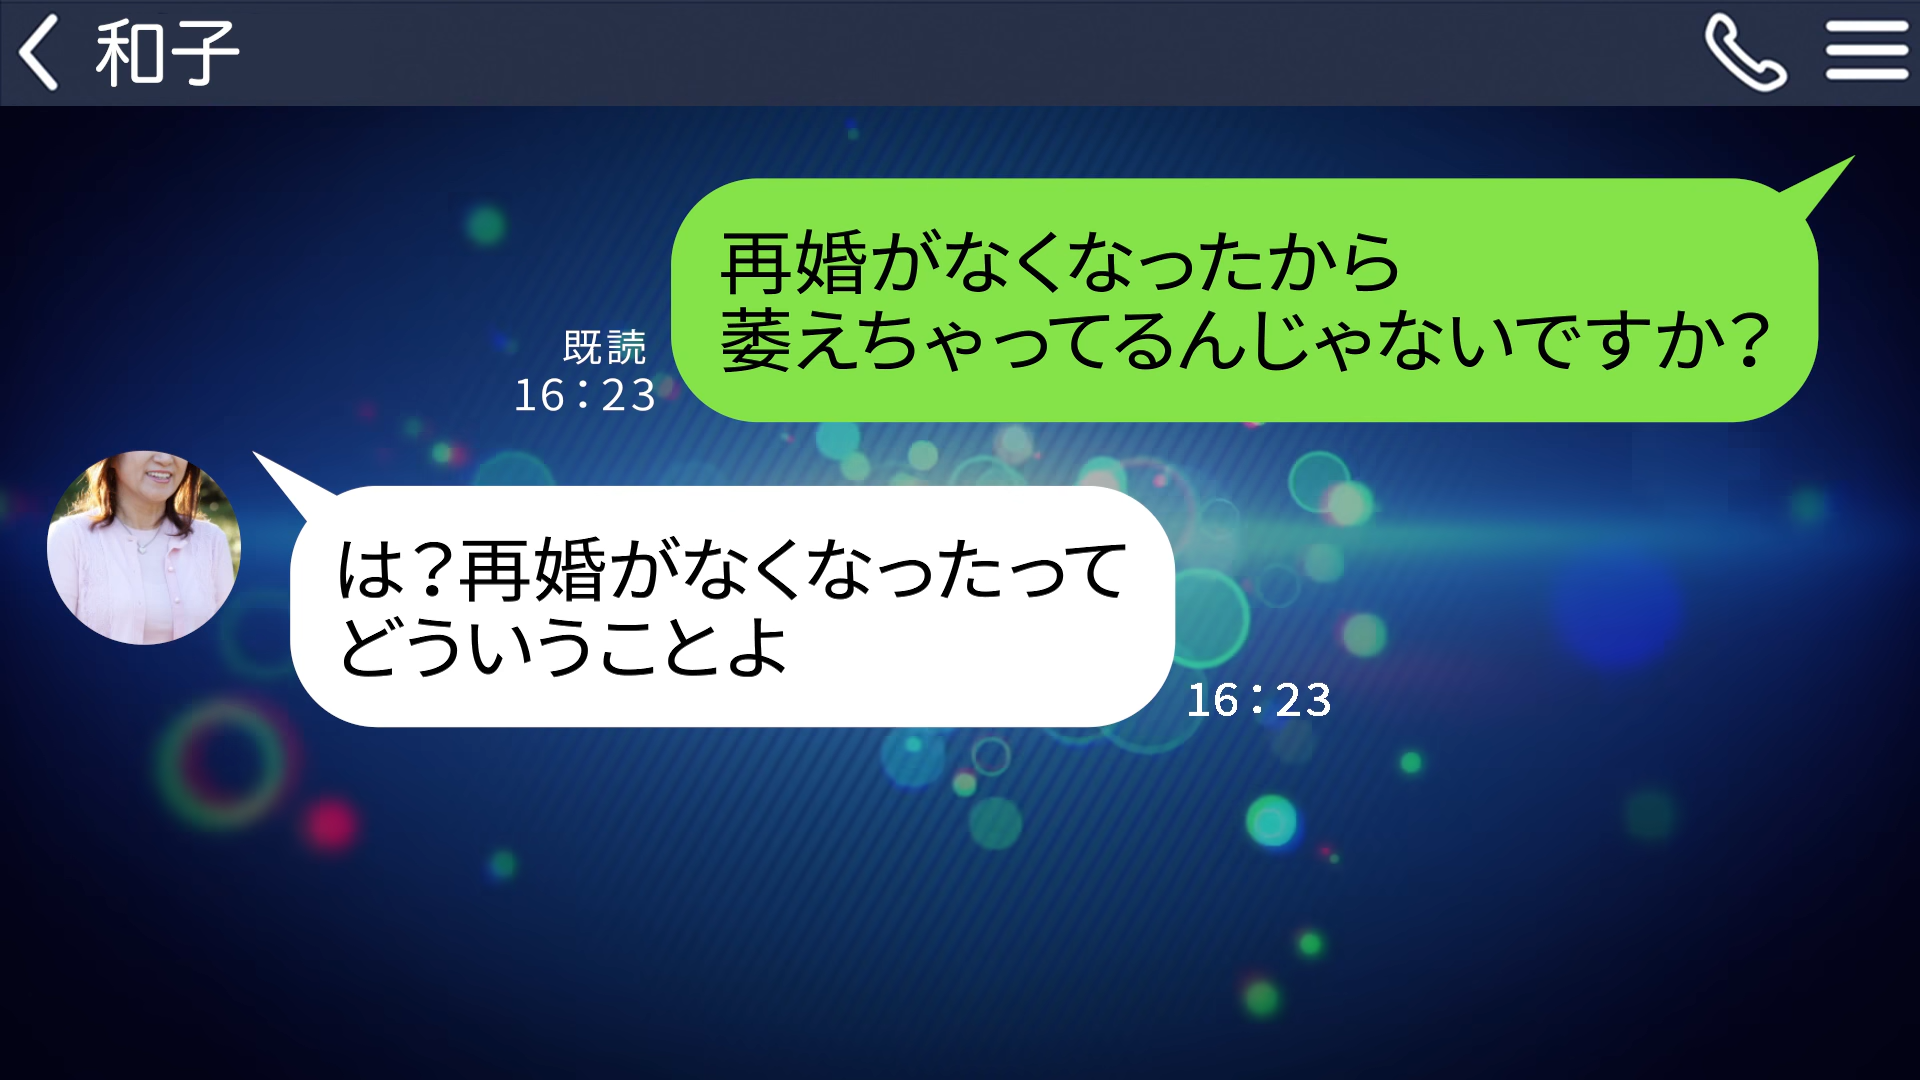 和子
再婚がなくなったから
萎えちゃってるんじゃないですか？
既読
16：23
は？再婚がなくなったって
どういうことよ
16：23